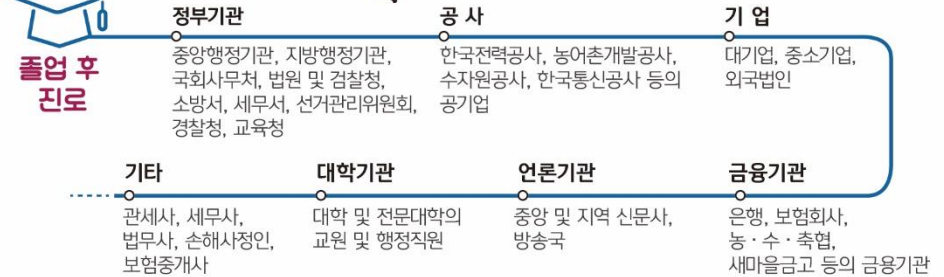 졸업 후
진로
정부기관
중앙행정기관, 지방행정기관,
국회사무처, 법원 및 검찰청,
소방서, 세무서, 선거관리위원회,
경찰청, 교육청
공 사
한국전력공사, 농어촌개발공사,
수자원공사, 한국통신공사 등의
공기업
기 업
대기업, 중소기업,
외국법인
금융기관
은행, 보험회사,
농 · 수 · 축협,
새마을금고 등의 금융기관
언론기관
중앙 및 지역 신문사,
방송국
대학기관
대학 및 전문대학의
교원 및 행정직원
기타
관세사, 세무사,
법무사, 손해사정인,
보험중개사